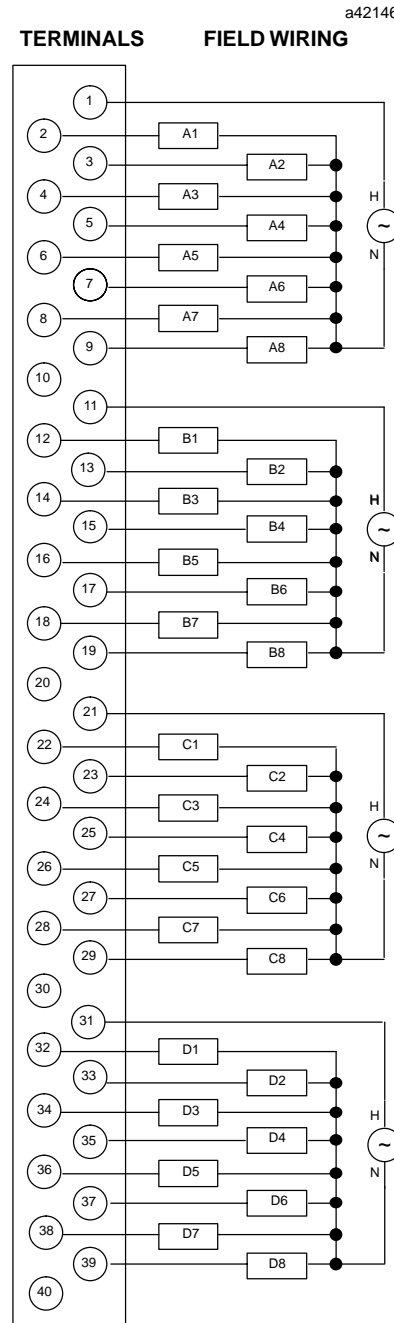 a42146
TERMINALS FIELD WIRING
1
2 A1
3 A2
4 A3 H
5 A4 ~
6 A5 N
7 A6
8 A7
9 A8
10
11
12 B1
13 B2
14 B3 H
15 B4 ~
16 B5 N
17 B6
18 B7
19 B8
20
21
22 C1
23 C2
24 C3 H
25 C4 ~
26 C5 N
27 C6
28 C7
29 C8
30
31
32 D1
33 D2
34 D3 H
35 D4 ~
36 D5 N
37 D6
38 D7
39 D8
40